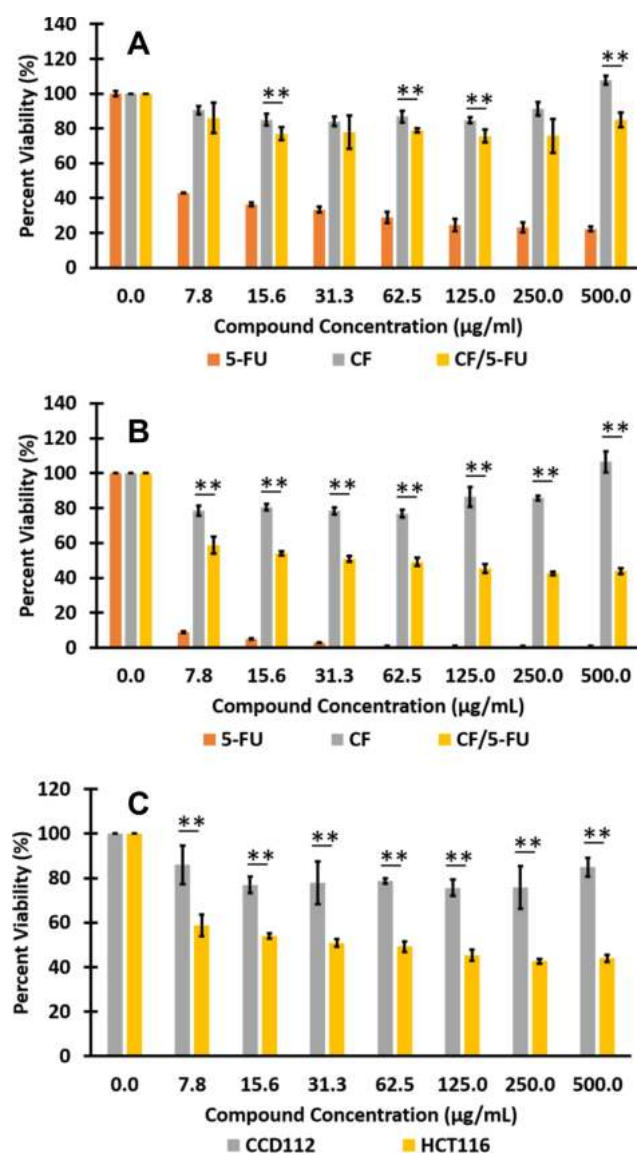 A
Percent Viability (%)
140
120
100
80
60
40
20
0
** ** ** **
0.0 7.8 15.6 31.3 62.5 125.0 250.0 500.0
Compound Concentration (µg/ml)
5-FU CF CF/5-FU
B
Percent Viability (%)
140
120
100
80
60
40
20
0
** ** ** ** ** ** **
0.0 7.8 15.6 31.3 62.5 125.0 250.0 500.0
Compound Concentration (µg/mL)
5-FU CF CF/5-FU
C
Percent Viability (%)
120
100
80
60
40
20
0
** ** ** ** ** ** **
0.0 7.8 15.6 31.3 62.5 125.0 250.0 500.0
Compound Concentration (µg/mL)
CCD112 HCT116